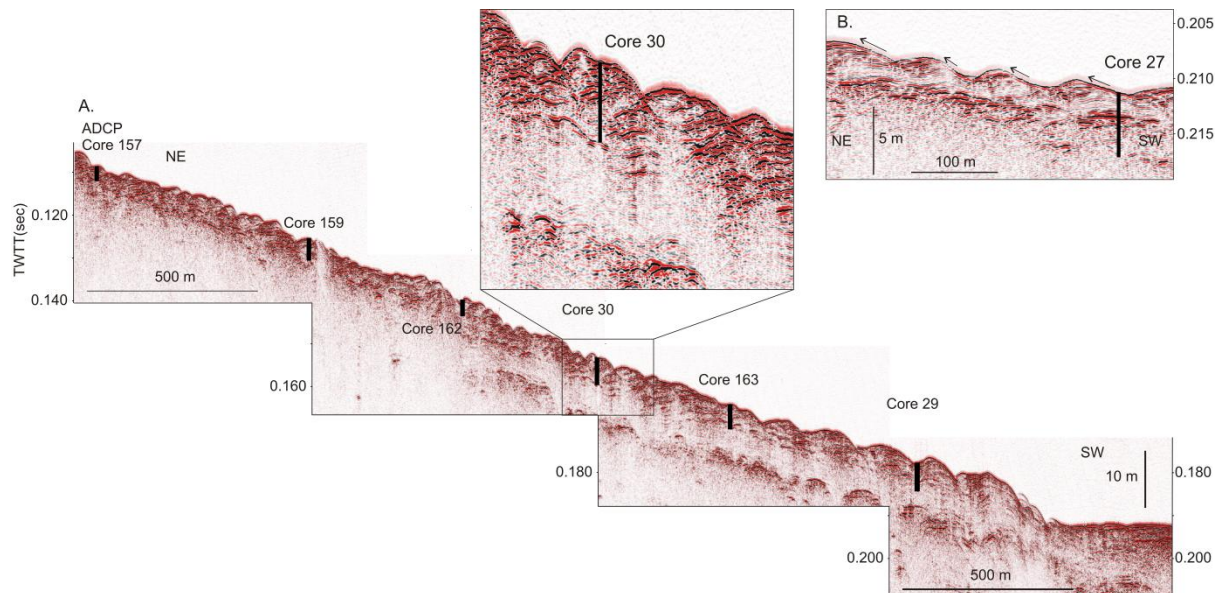 A.
ADCP
Core 157
NE
0.120
TWTT(sec)
0.140
500 m
Core 159
Core 162
0.160
Core 30
Core 30
Core 163
0.180
Core 29
SW
10 m
0.180
0.200
0.200
500 m
B.
Core 27
0.205
0.210
0.215
NE
5 m
100 m
SW